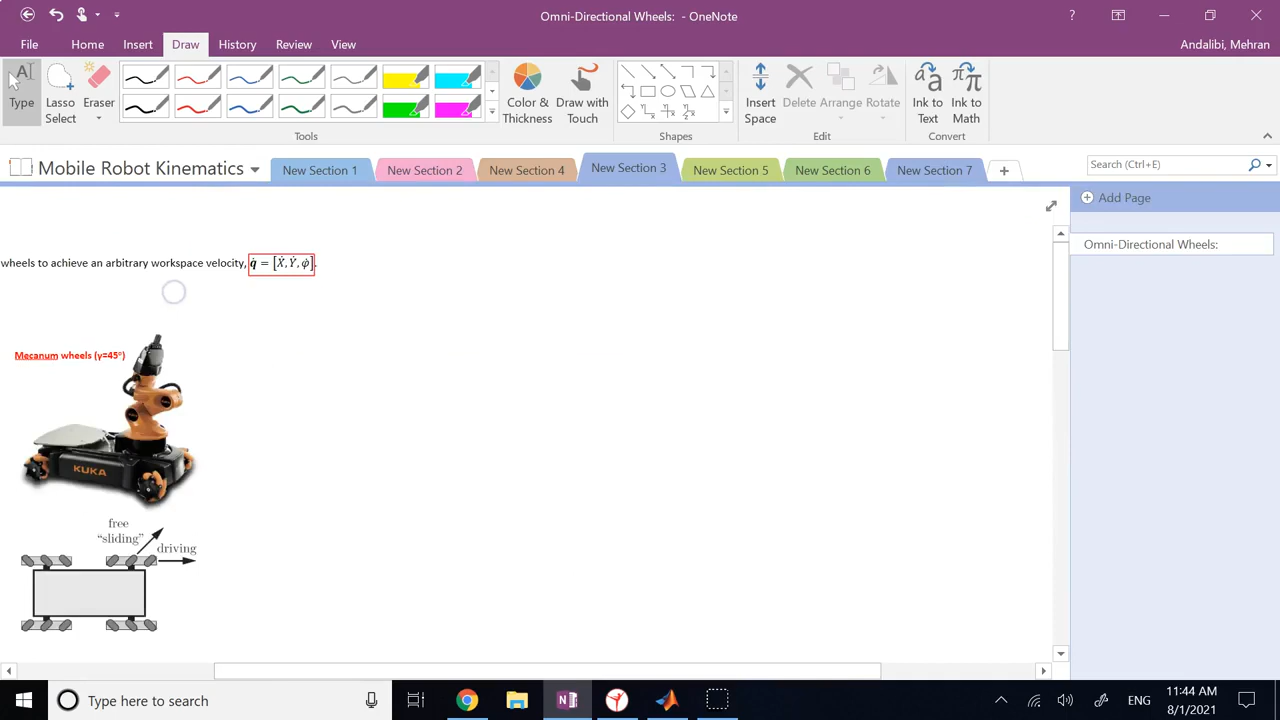 Omni-Directional Wheels: - OneNote
?
File
Home
Insert
Draw
History
Review
View
Andalibi, Mehran
Type
Lasso
Select
Eraser
Color &
Thickness
Draw with
Touch
Insert
Space
Delete
Arrange
Rotate
Ink to
Text
Ink to
Math
Tools
Shapes
Edit
Convert
Mobile Robot Kinematics
New Section 1
New Section 2
New Section 4
New Section 3
New Section 5
New Section 6
New Section 7
Search (Ctrl+E)
Add Page
Omni-Directional Wheels:
wheels to achieve an arbitrary workspace velocity, q̇ = [Ẋ, Ẏ, φ̇].
Mecanum wheels (γ=45°)
KUKA
free
“sliding”
driving
Type here to search
ENG
11:44 AM
8/1/2021